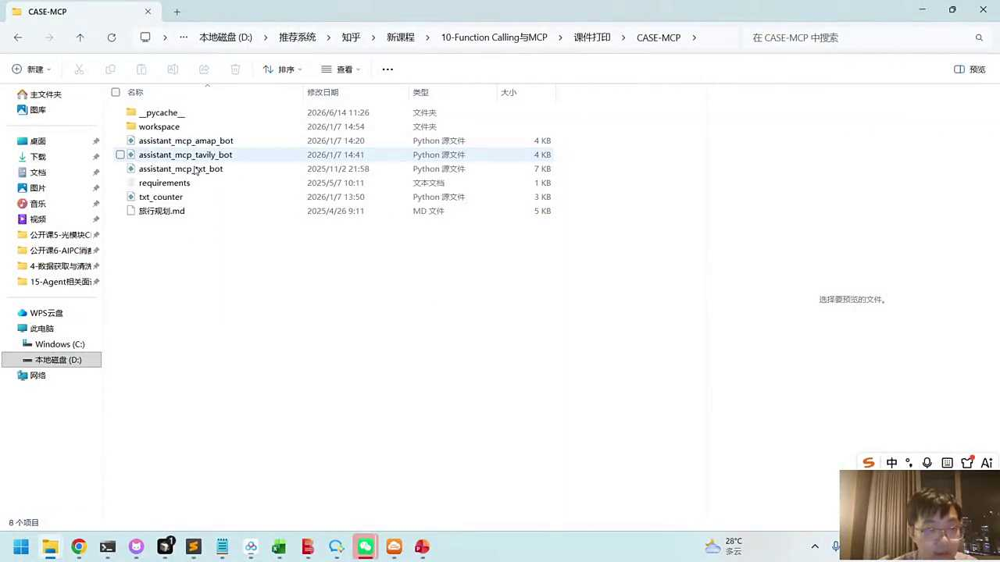 CASE-MCP
本地磁盘 (D:) > 推荐系统 > 知乎 > 新课程 > 10-Function Calling与MCP > 课件打印 > CASE-MCP >
在 CASE-MCP 中搜索
新建
排序
查看
预览
名称 修改日期 类型 大小
主文件夹
图库
桌面
下载
文档
图片
音乐
视频
公开课5-光模块C
公开课6-AIPC消
4-数据获取与清洗
15-Agent相关面
WPS云盘
此电脑
Windows (C:)
本地磁盘 (D:)
网络
__pycache__ 2026/6/14 11:26 文件夹
workspace 2026/1/7 14:54 文件夹
assistant_mcp_amap_bot 2026/1/7 14:20 Python 源文件 4 KB
assistant_mcp_tavily_bot 2026/1/7 14:41 Python 源文件 4 KB
assistant_mcp_txt_bot 2025/11/2 21:58 Python 源文件 7 KB
requirements 2025/5/7 10:11 文本文档 1 KB
txt_counter 2026/1/7 13:50 Python 源文件 3 KB
旅行规划.md 2025/4/26 9:11 MD 文件 5 KB
选择要预览的文件。
8 个项目
中
28°C
多云